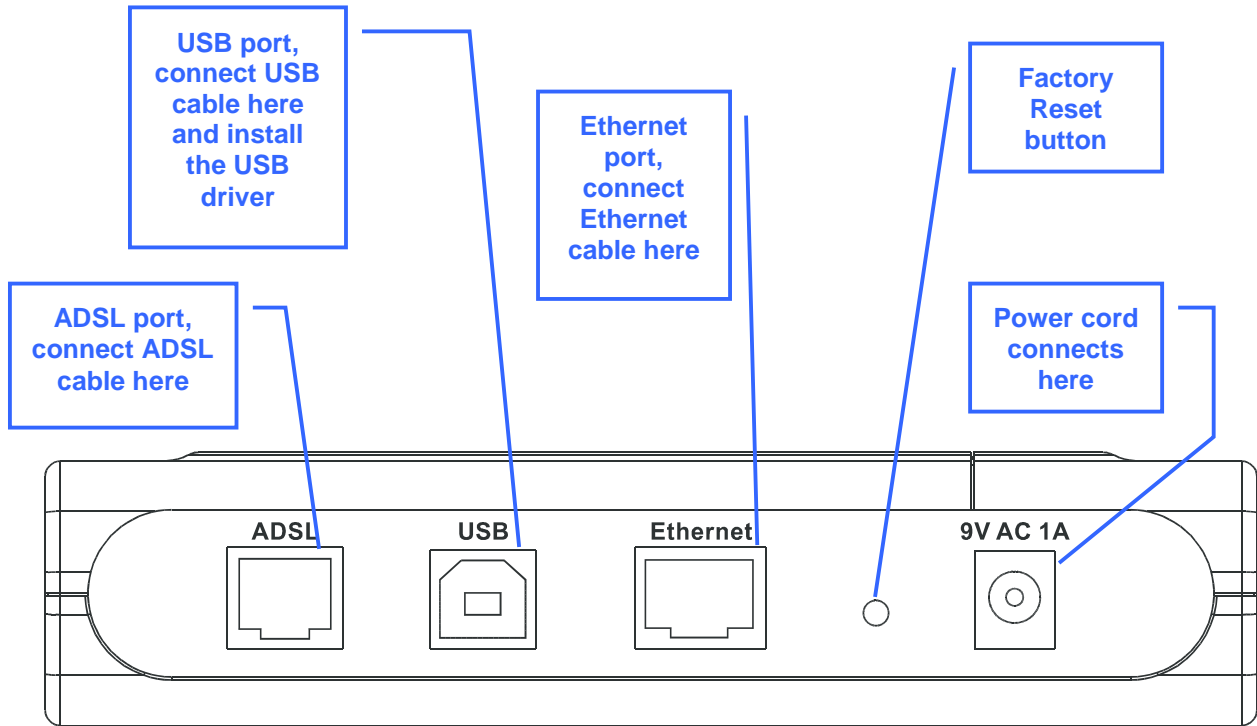 USB port,
connect USB
cable here
and install
the USB
driver
Ethernet
port,
connect
Ethernet
cable here
Factory
Reset
button
ADSL port,
connect ADSL
cable here
Power cord
connects
here
ADSL
USB
Ethernet
9V AC 1A